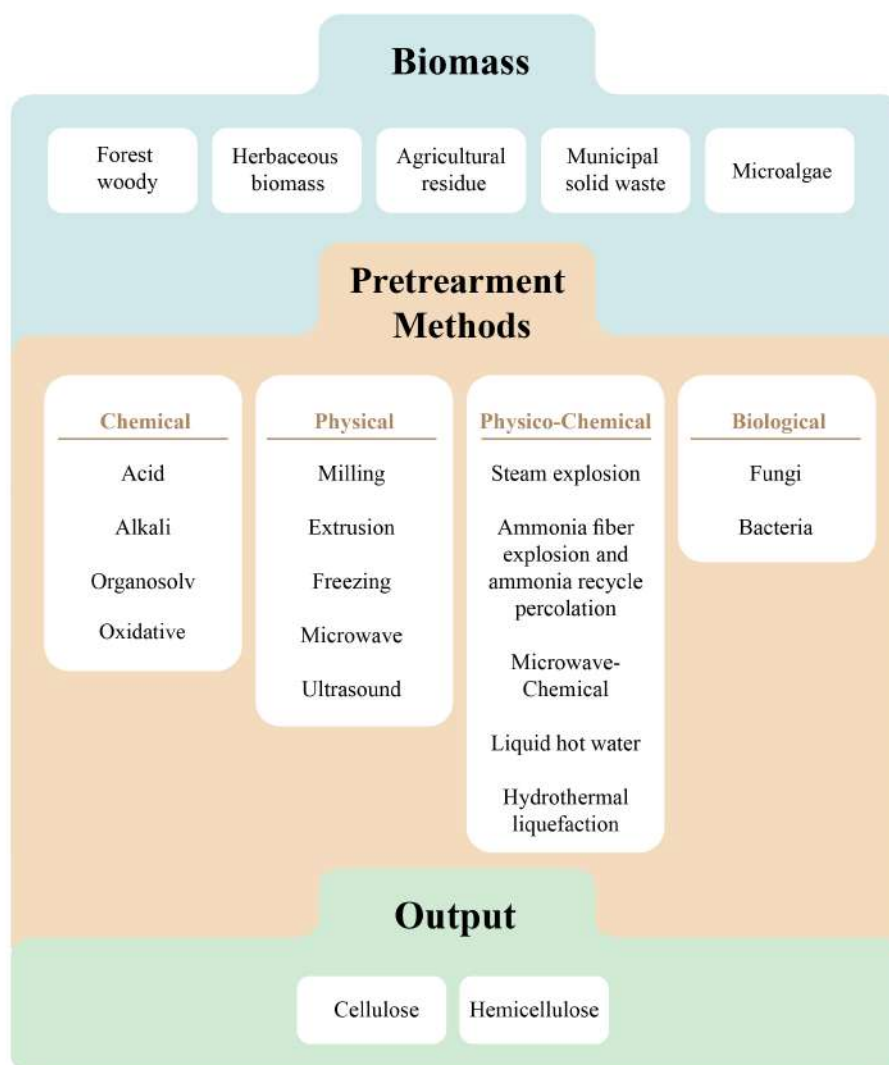 Biomass
Forest
woody
Herbaceous
biomass
Agricultural
residue
Municipal
solid waste
Microalgae
Pretrearment
Methods
Chemical
Acid
Alkali
Organosolv
Oxidative
Physical
Milling
Extrusion
Freezing
Microwave
Ultrasound
Physico-Chemical
Steam explosion
Ammonia fiber
explosion and
ammonia recycle
percolation
Microwave-
Chemical
Liquid hot water
Hydrothermal
liquefaction
Biological
Fungi
Bacteria
Output
Cellulose
Hemicellulose